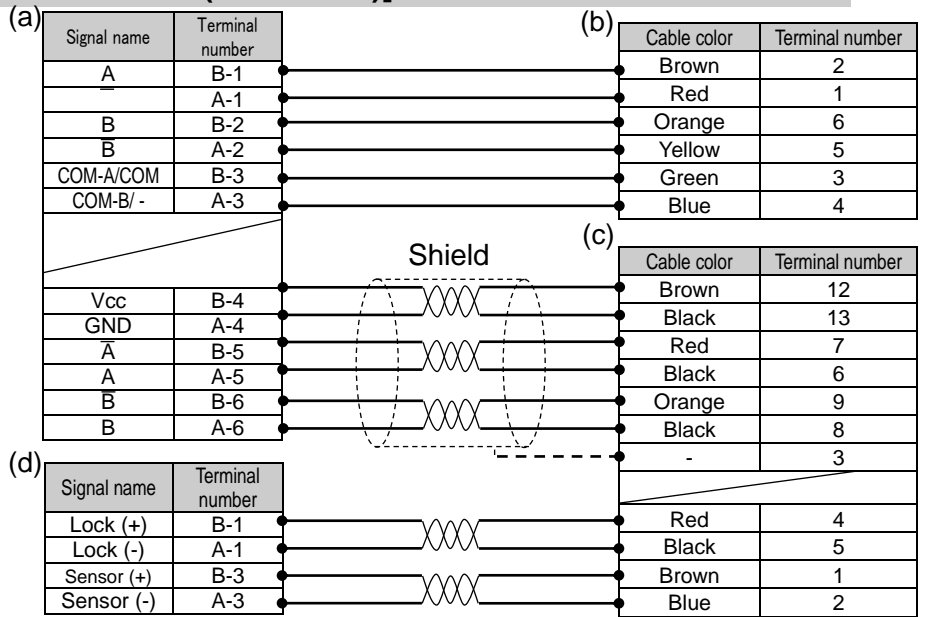 (a)
Signal name Terminal number
A B-1
A-1
B B-2
B̅ A-2
COM-A/COM B-3
COM-B/ - A-3
Vcc B-4
GND A-4
A̅ B-5
A A-5
B̅ B-6
B A-6
(b)
Cable color Terminal number
Brown 2
Red 1
Orange 6
Yellow 5
Green 3
Blue 4
Shield
(c)
Cable color Terminal number
Brown 12
Black 13
Red 7
Black 6
Orange 9
Black 8
- 3
Red 4
Black 5
Brown 1
Blue 2
(d)
Signal name Terminal number
Lock (+) B-1
Lock (-) A-1
Sensor (+) B-3
Sensor (-) A-3